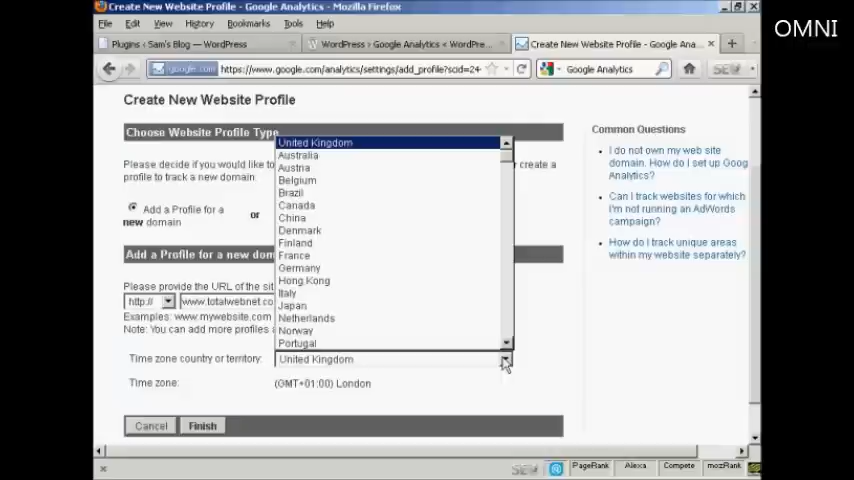 Create New Website Profile - Google Analytics - Mozilla Firefox
OMNI
File Edit View History Bookmarks Tools Help
Plugins ‹ Sam's Blog — WordPress
WordPress › Google Analytics « WordPre...
Create New Website Profile - Google Ana...
google.com
https://www.google.com/analytics/settings/add_profile?scid=24
Google Analytics
Create New Website Profile
Choose Website Profile Type
Please decide if you would like to
create a
profile to track a new domain
Add a Profile for a
new domain
or
Add a Profile for a new dom
Please provide the URL of the sit
http://
www.totalwebnet.co
Examples: www.mywebsite.com
Note: You can add more profiles
United Kingdom
Australia
Austria
Belgium
Brazil
Canada
China
Denmark
Finland
France
Germany
Hong Kong
Italy
Japan
Netherlands
Norway
Portugal
Time zone country or territory:
United Kingdom
Time zone:
(GMT+01:00) London
Cancel
Finish
Common Questions
I do not own my web site
domain. How do I set up Goog
Analytics?
Can I track websites for which
I'm not running an AdWords
campaign?
How do I track unique areas
within my website separately?
PageRank
Alexa
Compete
mozRank